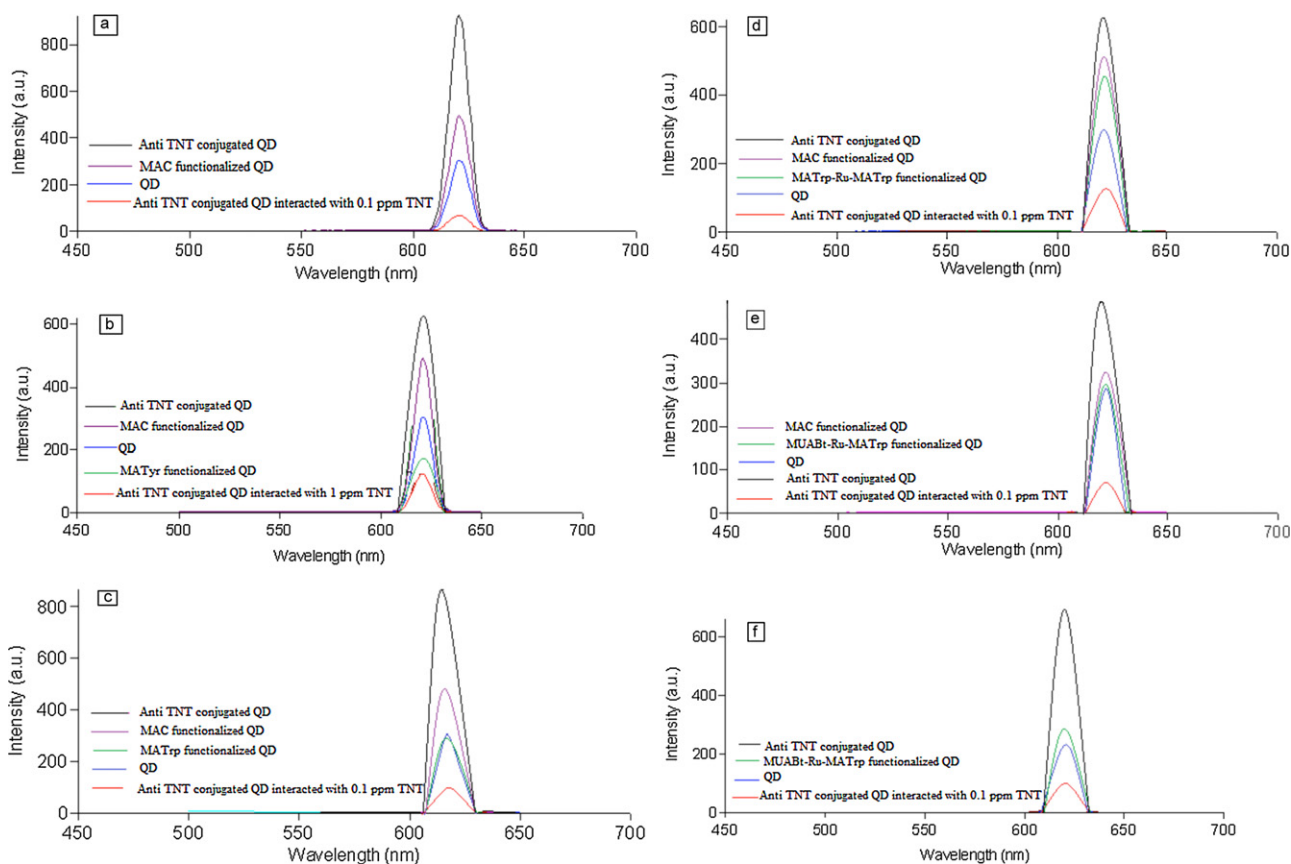 a
Intensity (a.u.)
800
600
400
200
0
Anti TNT conjugated QD
MAC functionalized QD
QD
Anti TNT conjugated QD interacted with 0.1 ppm TNT
450 500 550 600 650 700
Wavelength (nm)
b
Intensity (a.u.)
600
400
200
0
Anti TNT conjugated QD
MAC functionalized QD
QD
MATyr functionalized QD
Anti TNT conjugated QD interacted with 1 ppm TNT
450 500 550 600 650 700
Wavelength (nm)
c
Intensity (a.u.)
800
600
400
200
0
Anti TNT conjugated QD
MAC functionalized QD
MATrp functionalized QD
QD
Anti TNT conjugated QD interacted with 0.1 ppm TNT
450 500 550 600 650 700
Wavelength (nm)
d
Intensity (a.u.)
600
400
200
0
Anti TNT conjugated QD
MAC functionalized QD
MATrp-Ru-MATrp functionalized QD
QD
Anti TNT conjugated QD interacted with 0.1 ppm TNT
450 500 550 600 650 700
Wavelength (nm)
e
Intensity (a.u.)
400
300
200
100
0
MAC functionalized QD
MUABt-Ru-MATrp functionalized QD
QD
Anti TNT conjugated QD
Anti TNT conjugated QD interacted with 0.1 ppm TNT
450 500 550 600 650 700
Wavelength (nm)
f
Intensity (a.u.)
600
400
200
0
Anti TNT conjugated QD
MUABt-Ru-MATrp functionalized QD
QD
Anti TNT conjugated QD interacted with 0.1 ppm TNT
450 500 550 600 650 700
Wavelength (nm)